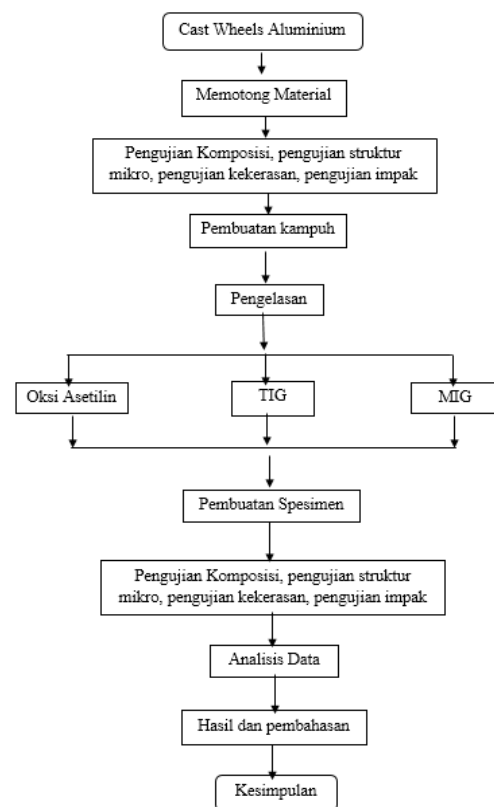 Cast Wheels Aluminium
Memotong Material
Pengujian Komposisi, pengujian struktur
mikro, pengujian kekerasan, pengujian impak
Pembuatan kampuh
Pengelasan
Oksi Asetilin
TIG
MIG
Pembuatan Spesimen
Pengujian Komposisi, pengujian struktur
mikro, pengujian kekerasan, pengujian impak
Analisis Data
Hasil dan pembahasan
Kesimpulan